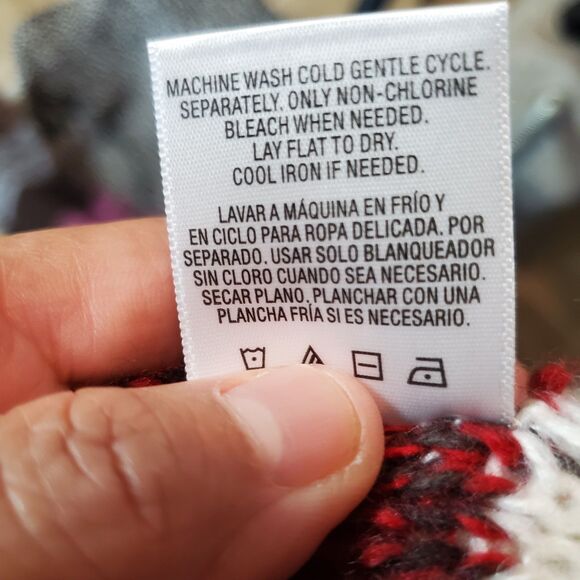 MACHINE WASH COLD GENTLE CYCLE.
SEPARATELY. ONLY NON-CHLORINE
BLEACH WHEN NEEDED.
LAY FLAT TO DRY.
COOL IRON IF NEEDED.
LAVAR A MÁQUINA EN FRÍO Y
EN CICLO PARA ROPA DELICADA. POR
SEPARADO. USAR SOLO BLANQUEADOR
SIN CLORO CUANDO SEA NECESARIO.
SECAR PLANO. PLANCHAR CON UNA
PLANCHA FRÍA SI ES NECESARIO.